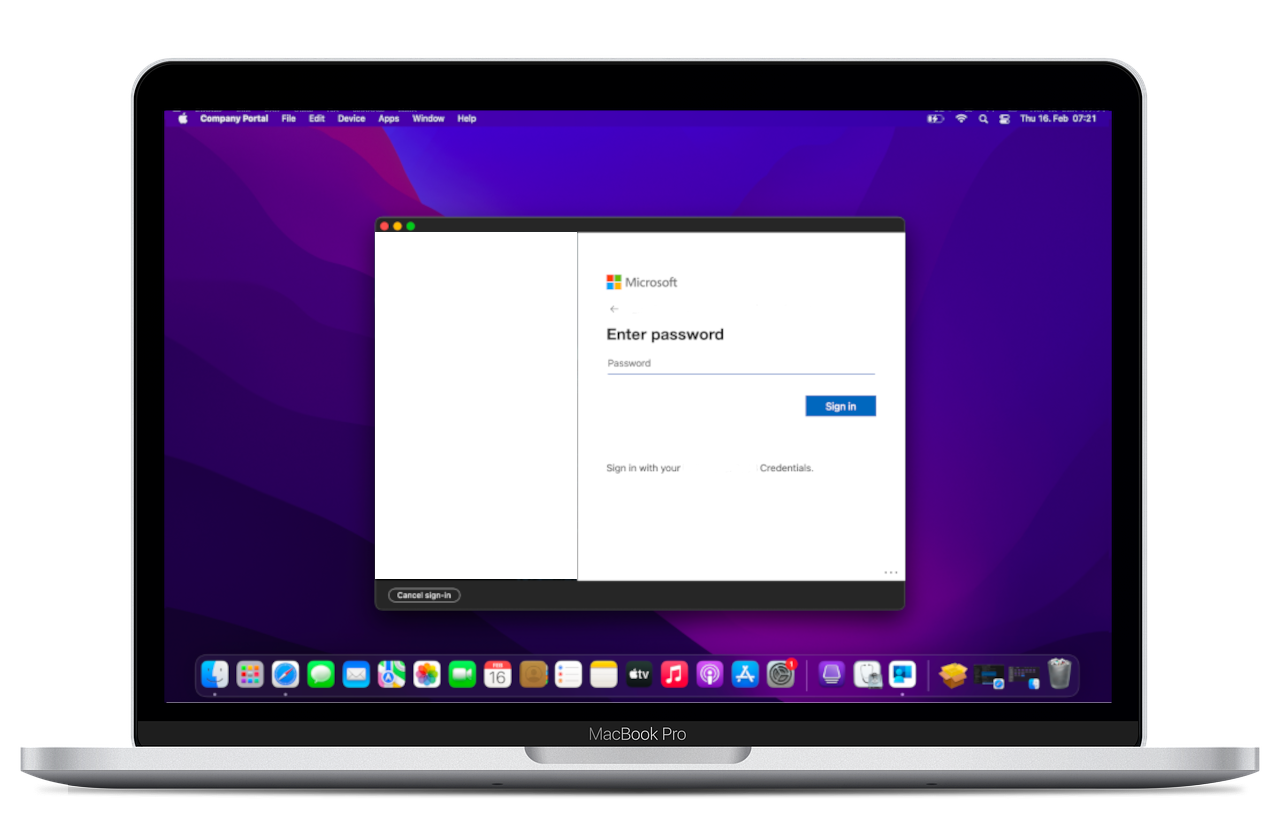 Company Portal File Edit Device Apps Window Help Thu 16. Feb 07:21
Microsoft
Enter password
Password
Sign in
Sign in with your Credentials.
Cancel sign-in
FEB
16
tv
1
MacBook Pro